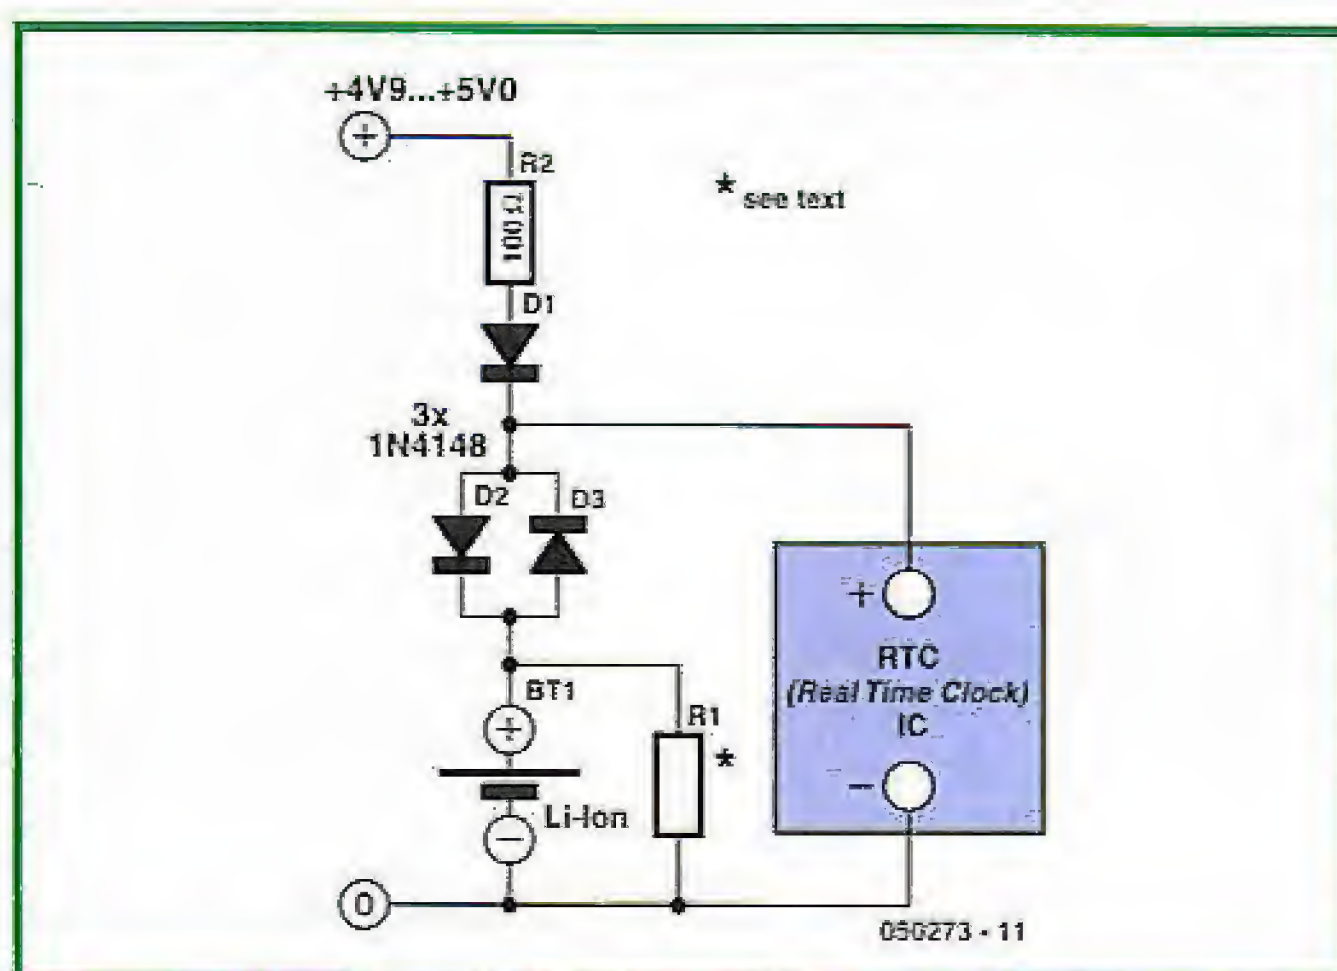 +4V9...+5V0
+
R2
100Ω
* see text
D1
3x
1N4148
D2
D3
+
RTC
(Real Time Clock)
IC
−
BT1
+
R1
*
Li-Ion
−
0
050273 - 11